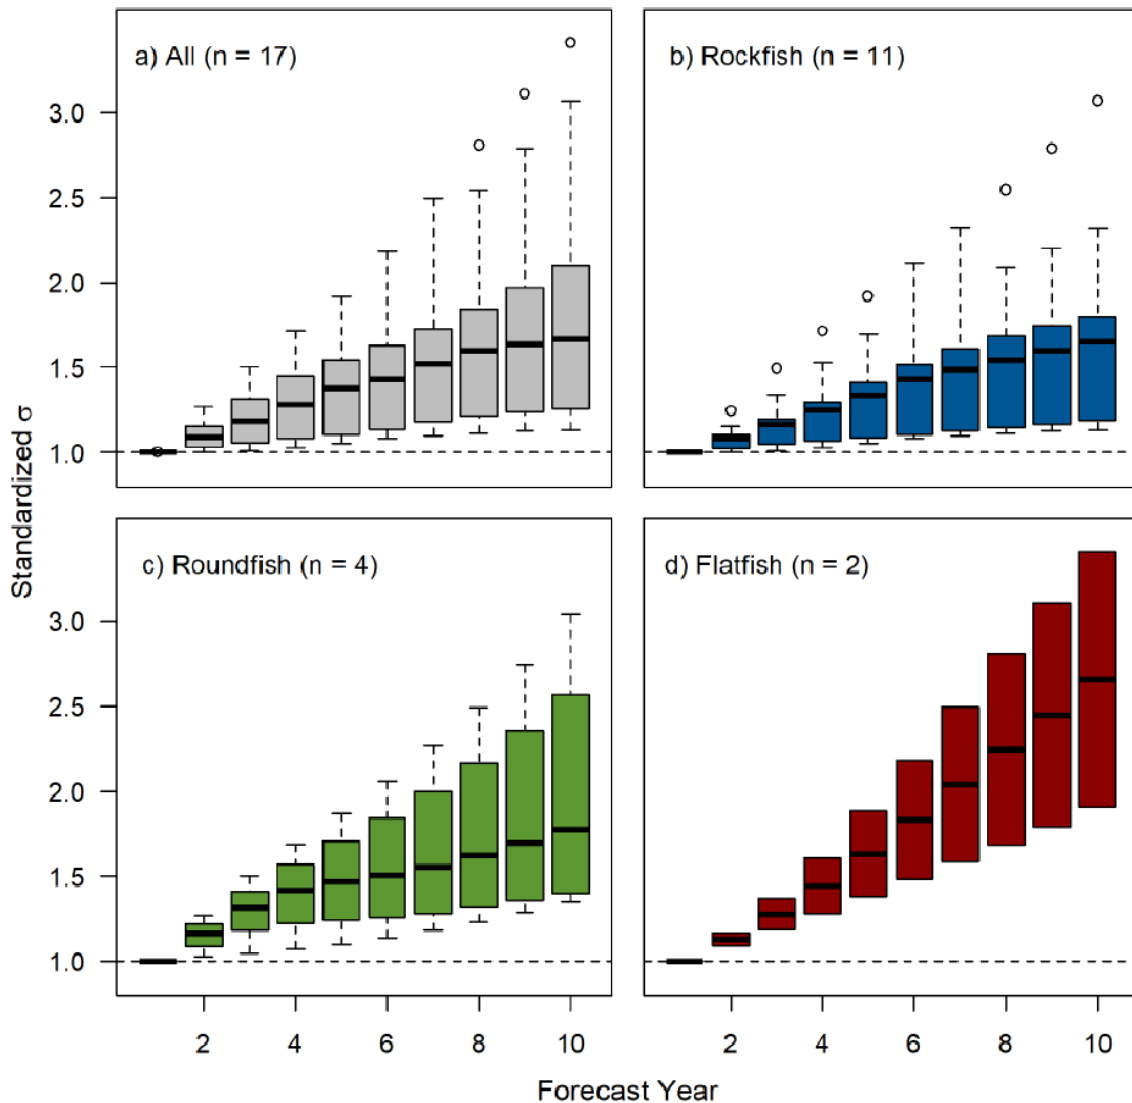 a) All (n = 17)
b) Rockfish (n = 11)
3.0
2.5
2.0
1.5
1.0
Standardized σ
c) Roundfish (n = 4)
d) Flatfish (n = 2)
3.0
2.5
2.0
1.5
1.0
2 4 6 8 10 2 4 6 8 10
Forecast Year